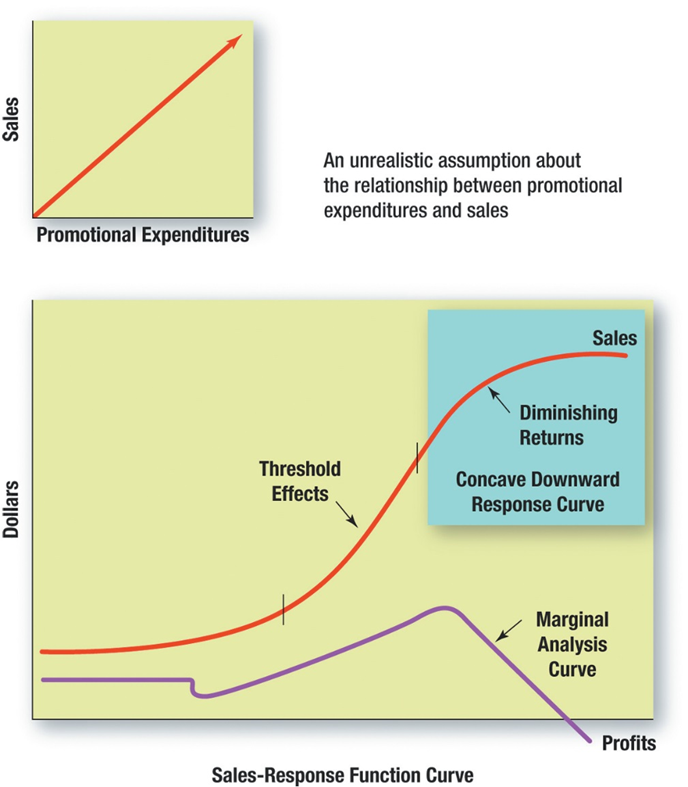 Sales
Promotional Expenditures
An unrealistic assumption about
the relationship between promotional
expenditures and sales
Dollars
Sales
Diminishing
Returns
Concave Downward
Response Curve
Threshold
Effects
Marginal
Analysis
Curve
Profits
Sales-Response Function Curve